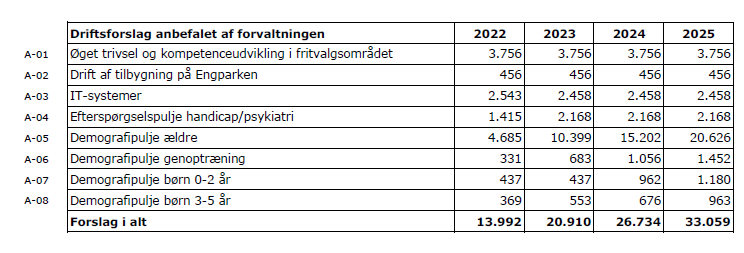 Driftsforslag anbefalet af forvaltningen 2022 2023 2024 2025
A-01 Øget trivsel og kompetenceudvikling i fritvalgsområdet 3.756 3.756 3.756 3.756
A-02 Drift af tilbygning på Engparken 456 456 456 456
A-03 IT-systemer 2.543 2.458 2.458 2.458
A-04 Efterspørgselspulje handicap/psykiatri 1.415 2.168 2.168 2.168
A-05 Demografipulje ældre 4.685 10.399 15.202 20.626
A-06 Demografipulje genoptræning 331 683 1.056 1.452
A-07 Demografipulje børn 0-2 år 437 437 962 1.180
A-08 Demografipulje børn 3-5 år 369 553 676 963
Forslag i alt 13.992 20.910 26.734 33.059